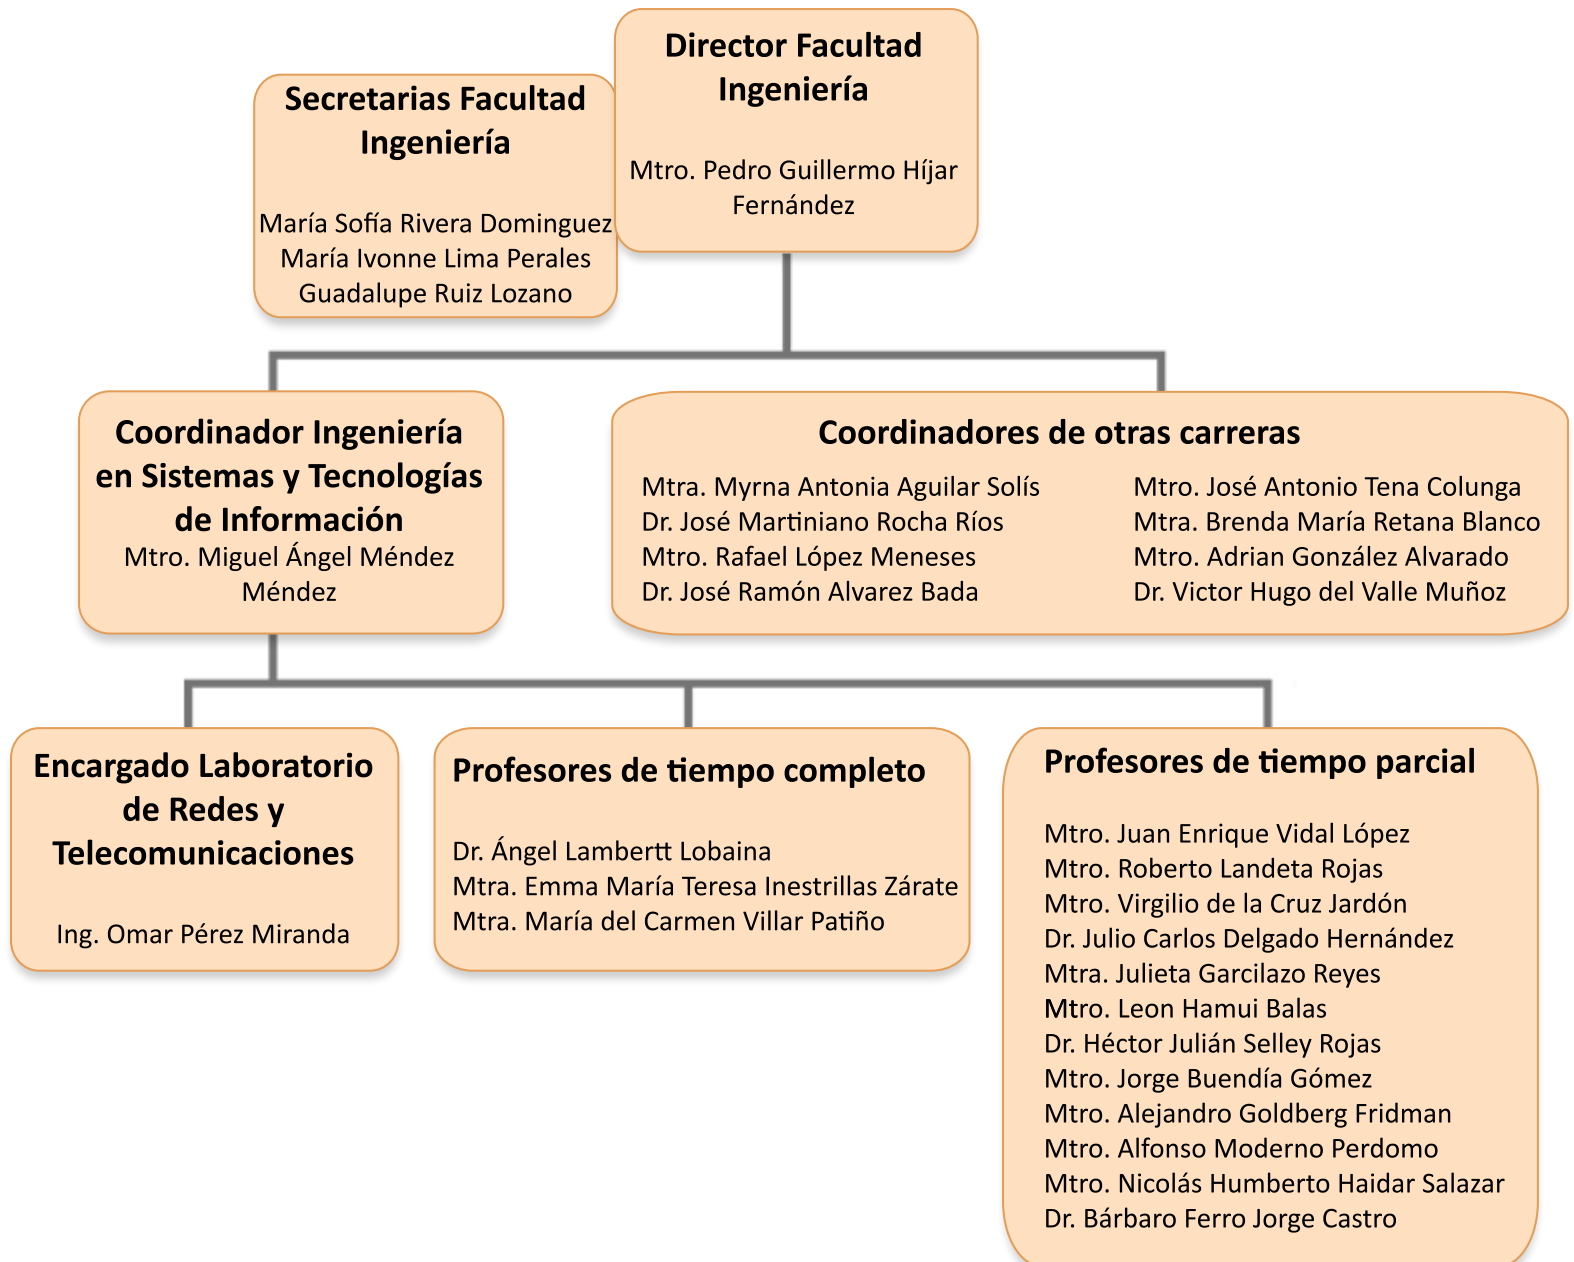 Director Facultad
Ingeniería
Mtro. Pedro Guillermo Híjar
Fernández
Secretarias Facultad
Ingeniería
María Sofía Rivera Dominguez
María Ivonne Lima Perales
Guadalupe Ruiz Lozano
Coordinador Ingeniería
en Sistemas y Tecnologías
de Información
Mtro. Miguel Ángel Méndez
Méndez
Coordinadores de otras carreras
Mtra. Myrna Antonia Aguilar Solís
Dr. José Martiniano Rocha Ríos
Mtro. Rafael López Meneses
Dr. José Ramón Alvarez Bada
Mtro. José Antonio Tena Colunga
Mtra. Brenda María Retana Blanco
Mtro. Adrian González Alvarado
Dr. Victor Hugo del Valle Muñoz
Encargado Laboratorio
de Redes y
Telecomunicaciones
Ing. Omar Pérez Miranda
Profesores de tiempo completo
Dr. Ángel Lambertt Lobaina
Mtra. Emma María Teresa Inestrillas Zárate
Mtra. María del Carmen Villar Patiño
Profesores de tiempo parcial
Mtro. Juan Enrique Vidal López
Mtro. Roberto Landeta Rojas
Mtro. Virgilio de la Cruz Jardón
Dr. Julio Carlos Delgado Hernández
Mtra. Julieta Garcilazo Reyes
Mtro. Leon Hamui Balas
Dr. Héctor Julián Selley Rojas
Mtro. Jorge Buendía Gómez
Mtro. Alejandro Goldberg Fridman
Mtro. Alfonso Moderno Perdomo
Mtro. Nicolás Humberto Haidar Salazar
Dr. Bárbaro Ferro Jorge Castro